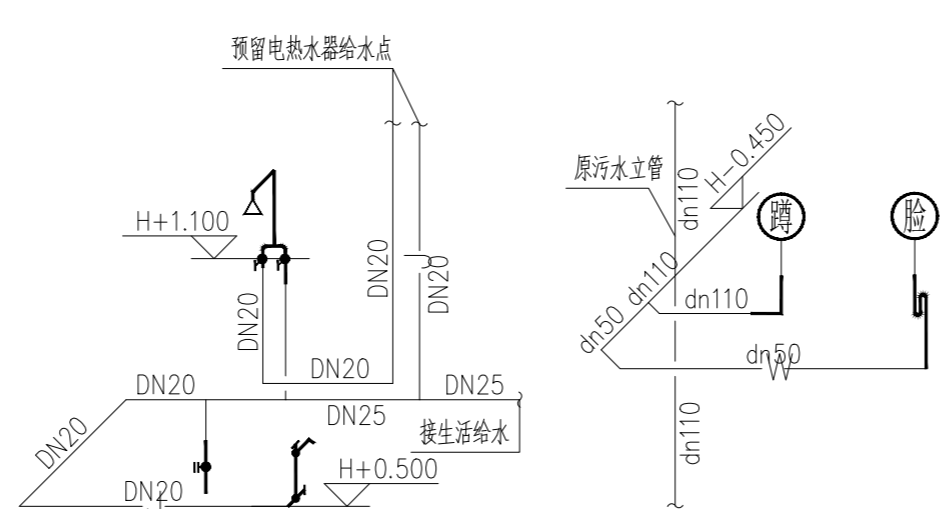 预留电热水器给水点
H+1.100
DN20
DN20
DN20
DN20
DN20
DN25
DN25
接生活给水
DN20
DN20
H+0.500
原污水立管
dn110
H-0.450
蹲
脸
dn110
dn110
dn50
dn50
dn110